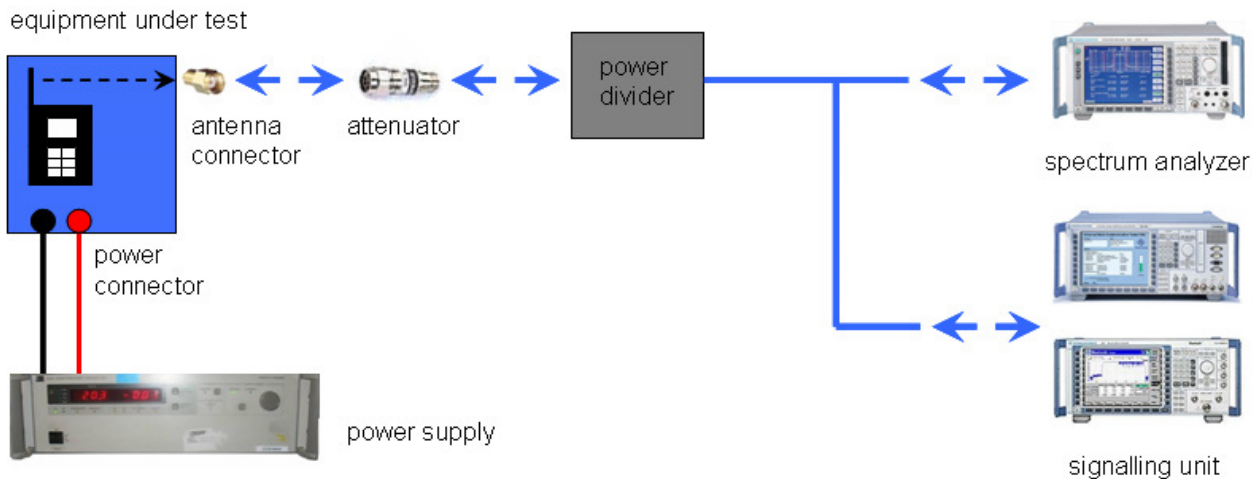 equipment under test
power
divider
antenna
connector
attenuator
spectrum analyzer
power
connector
power supply
signalling unit